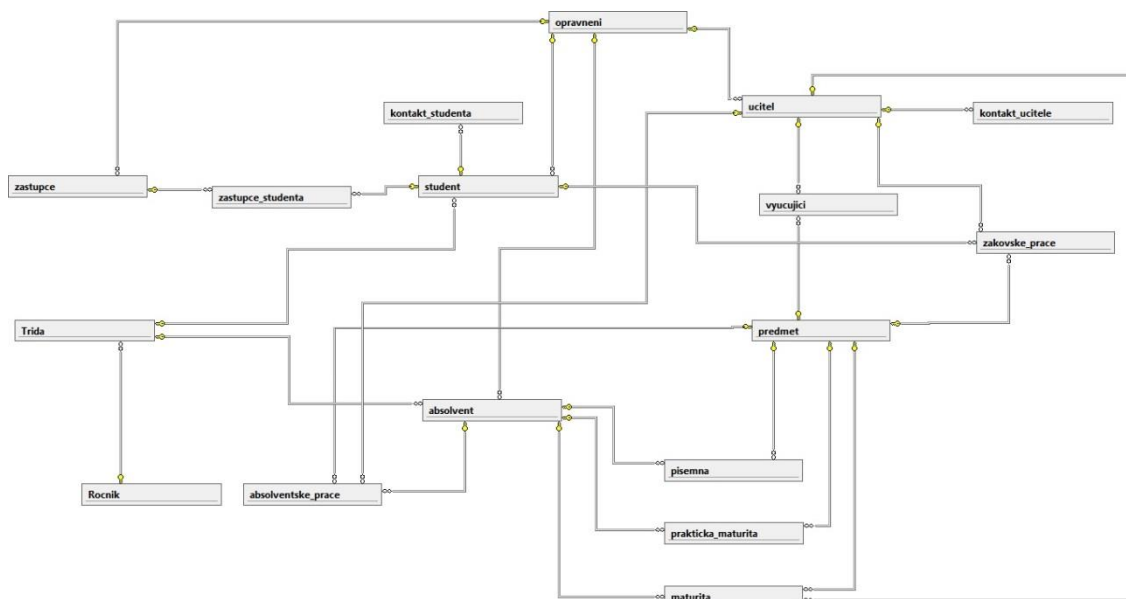 opravneni
ucitel
kontakt_studenta
kontakt_ucitele
zastupce
zastupce_studenta
student
vyucujici
zakovske_prace
Trida
predmet
absolvent
pisemna
Rocnik
absolventske_prace
prakticka_maturita
maturita